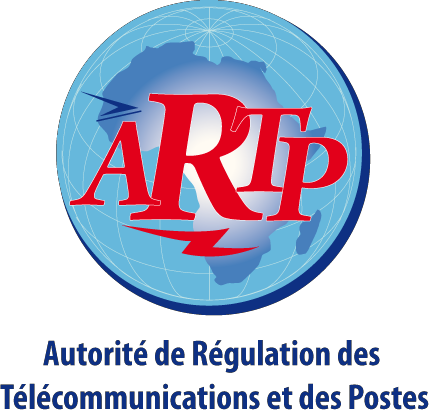 ARTP
Autorité de Régulation des
Télécommunications et des Postes